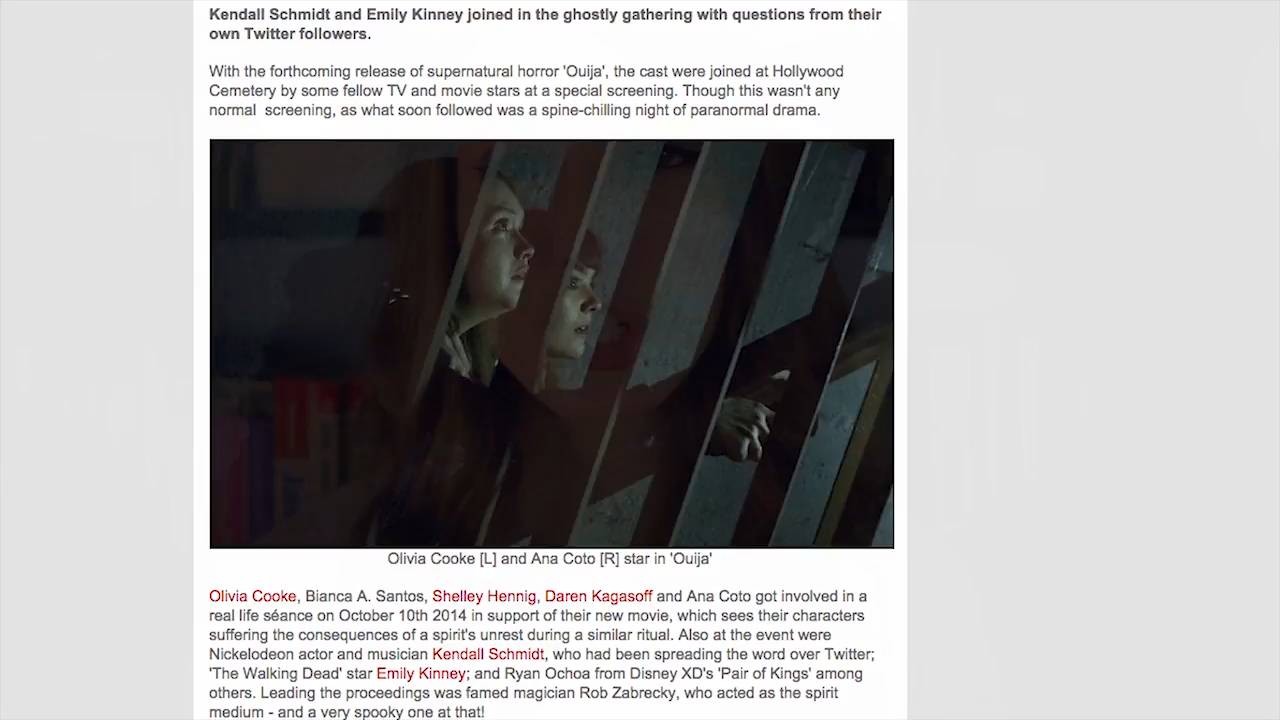 Kendall Schmidt and Emily Kinney joined in the ghostly gathering with questions from their
own Twitter followers.
With the forthcoming release of supernatural horror 'Ouija', the cast were joined at Hollywood
Cemetery by some fellow TV and movie stars at a special screening. Though this wasn't any
normal  screening, as what soon followed was a spine-chilling night of paranormal drama.
Olivia Cooke [L] and Ana Coto [R] star in 'Ouija'
Olivia Cooke, Bianca A. Santos, Shelley Hennig, Daren Kagasoff and Ana Coto got involved in a
real life séance on October 10th 2014 in support of their new movie, which sees their characters
suffering the consequences of a spirit's unrest during a similar ritual. Also at the event were
Nickelodeon actor and musician Kendall Schmidt, who had been spreading the word over Twitter;
'The Walking Dead' star Emily Kinney; and Ryan Ochoa from Disney XD's 'Pair of Kings' among
others. Leading the proceedings was famed magician Rob Zabrecky, who acted as the spirit
medium - and a very spooky one at that!